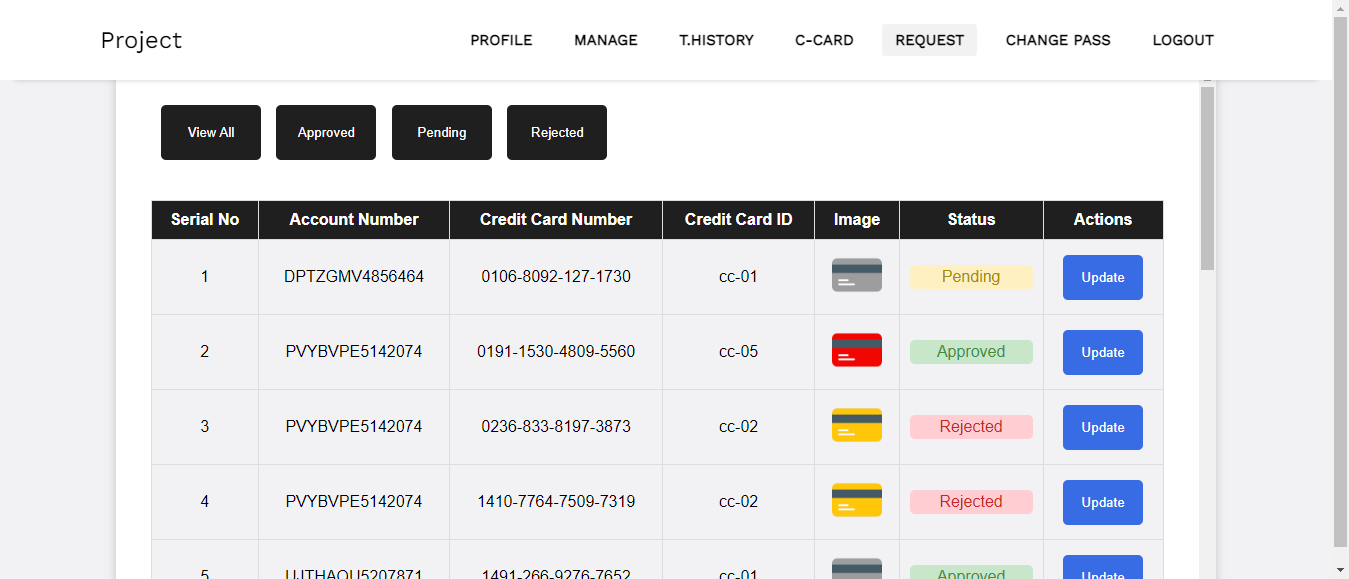 Project PROFILE MANAGE T.HISTORY C-CARD REQUEST CHANGE PASS LOGOUT
View All Approved Pending Rejected
Serial No Account Number Credit Card Number Credit Card ID Image Status Actions
1 DPTZGMV4856464 0106-8092-127-1730 cc-01 Pending Update
2 PVYBVPE5142074 0191-1530-4809-5560 cc-05 Approved Update
3 PVYBVPE5142074 0236-833-8197-3873 cc-02 Rejected Update
4 PVYBVPE5142074 1410-7764-7509-7319 cc-02 Rejected Update
5 1491-266-9276-7652 cc-01 Approved Update